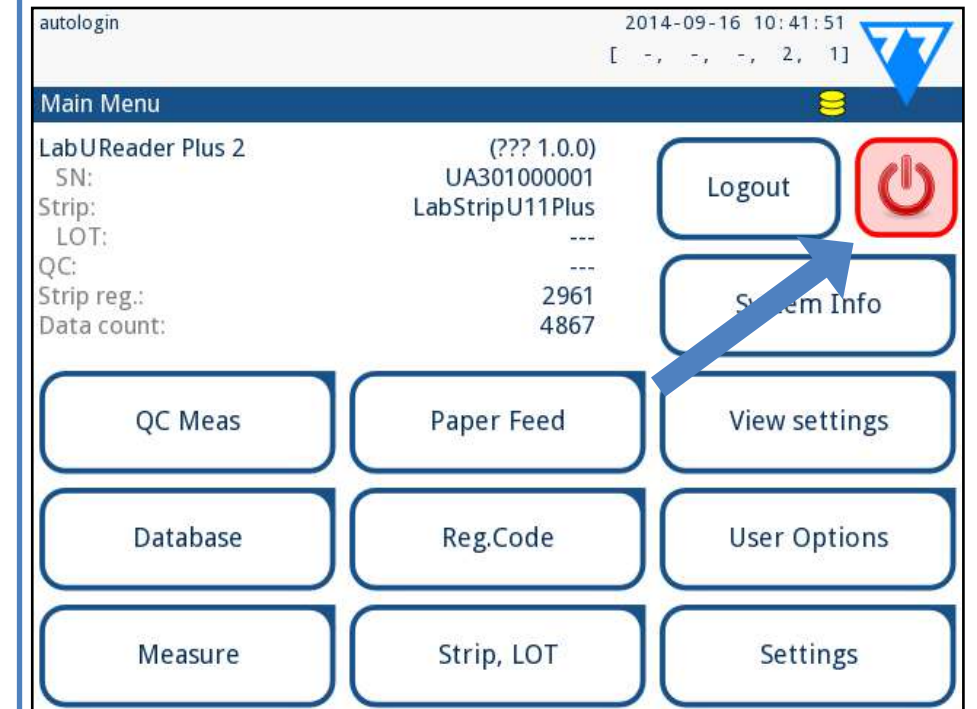 autologin 2014-09-16 10:41:51
[ -, -, -, 2, 1]
Main Menu
LabUReader Plus 2 (??? 1.0.0)
SN: UA301000001
Strip: LabStripU11Plus
LOT: ---
QC: ---
Strip reg.: 2961
Data count: 4867
Logout
Info
QC Meas Paper Feed View settings
Database Reg.Code User Options
Measure Strip, LOT Settings